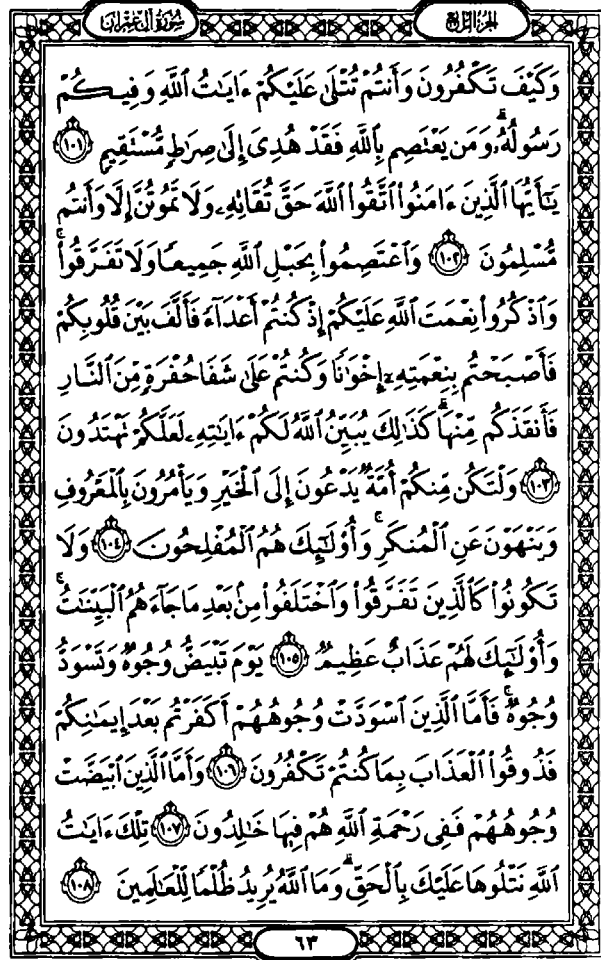 سُورَةُ آلِ عِمْرَانَ
الجُزْءُ الرَّابِعُ
وَكَيْفَ تَكْفُرُونَ وَأَنتُمْ تُتْلَىٰ عَلَيْكُمْ ءَايَـٰتُ ٱللَّهِ وَفِيكُمْ
رَسُولُهُۥۗ وَمَن يَعْتَصِم بِٱللَّهِ فَقَدْ هُدِىَ إِلَىٰ صِرَٰطٍ مُّسْتَقِيمٍ ١٠١
يَـٰٓأَيُّهَا ٱلَّذِينَ ءَامَنُوا۟ ٱتَّقُوا۟ ٱللَّهَ حَقَّ تُقَاتِهِۦ وَلَا تَمُوتُنَّ إِلَّا وَأَنتُم
مُّسْلِمُونَ ١٠٢ وَٱعْتَصِمُوا۟ بِحَبْلِ ٱللَّهِ جَمِيعًا وَلَا تَفَرَّقُوا۟ۚ
وَٱذْكُرُوا۟ نِعْمَتَ ٱللَّهِ عَلَيْكُمْ إِذْ كُنتُمْ أَعْدَآءً فَأَلَّفَ بَيْنَ قُلُوبِكُمْ
فَأَصْبَحْتُم بِنِعْمَتِهِۦٓ إِخْوَٰنًا وَكُنتُمْ عَلَىٰ شَفَا حُفْرَةٍ مِّنَ ٱلنَّارِ
فَأَنقَذَكُم مِّنْهَاۗ كَذَٰلِكَ يُبَيِّنُ ٱللَّهُ لَكُمْ ءَايَـٰتِهِۦ لَعَلَّكُمْ تَهْتَدُونَ
١٠٣ وَلْتَكُن مِّنكُمْ أُمَّةٌ يَدْعُونَ إِلَى ٱلْخَيْرِ وَيَأْمُرُونَ بِٱلْمَعْرُوفِ
وَيَنْهَوْنَ عَنِ ٱلْمُنكَرِۚ وَأُو۟لَـٰٓئِكَ هُمُ ٱلْمُفْلِحُونَ ١٠٤ وَلَا
تَكُونُوا۟ كَٱلَّذِينَ تَفَرَّقُوا۟ وَٱخْتَلَفُوا۟ مِنۢ بَعْدِ مَا جَآءَهُمُ ٱلْبَيِّنَـٰتُۚ
وَأُو۟لَـٰٓئِكَ لَهُمْ عَذَابٌ عَظِيمٌ ١٠٥ يَوْمَ تَبْيَضُّ وُجُوهٌ وَتَسْوَدُّ
وُجُوهٌۚ فَأَمَّا ٱلَّذِينَ ٱسْوَدَّتْ وُجُوهُهُمْ أَكَفَرْتُم بَعْدَ إِيمَـٰنِكُمْ
فَذُوقُوا۟ ٱلْعَذَابَ بِمَا كُنتُمْ تَكْفُرُونَ ١٠٦ وَأَمَّا ٱلَّذِينَ ٱبْيَضَّتْ
وُجُوهُهُمْ فَفِى رَحْمَةِ ٱللَّهِ هُمْ فِيهَا خَـٰلِدُونَ ١٠٧ تِلْكَ ءَايَـٰتُ
ٱللَّهِ نَتْلُوهَا عَلَيْكَ بِٱلْحَقِّۗ وَمَا ٱللَّهُ يُرِيدُ ظُلْمًا لِّلْعَـٰلَمِينَ ١٠٨
٦٣